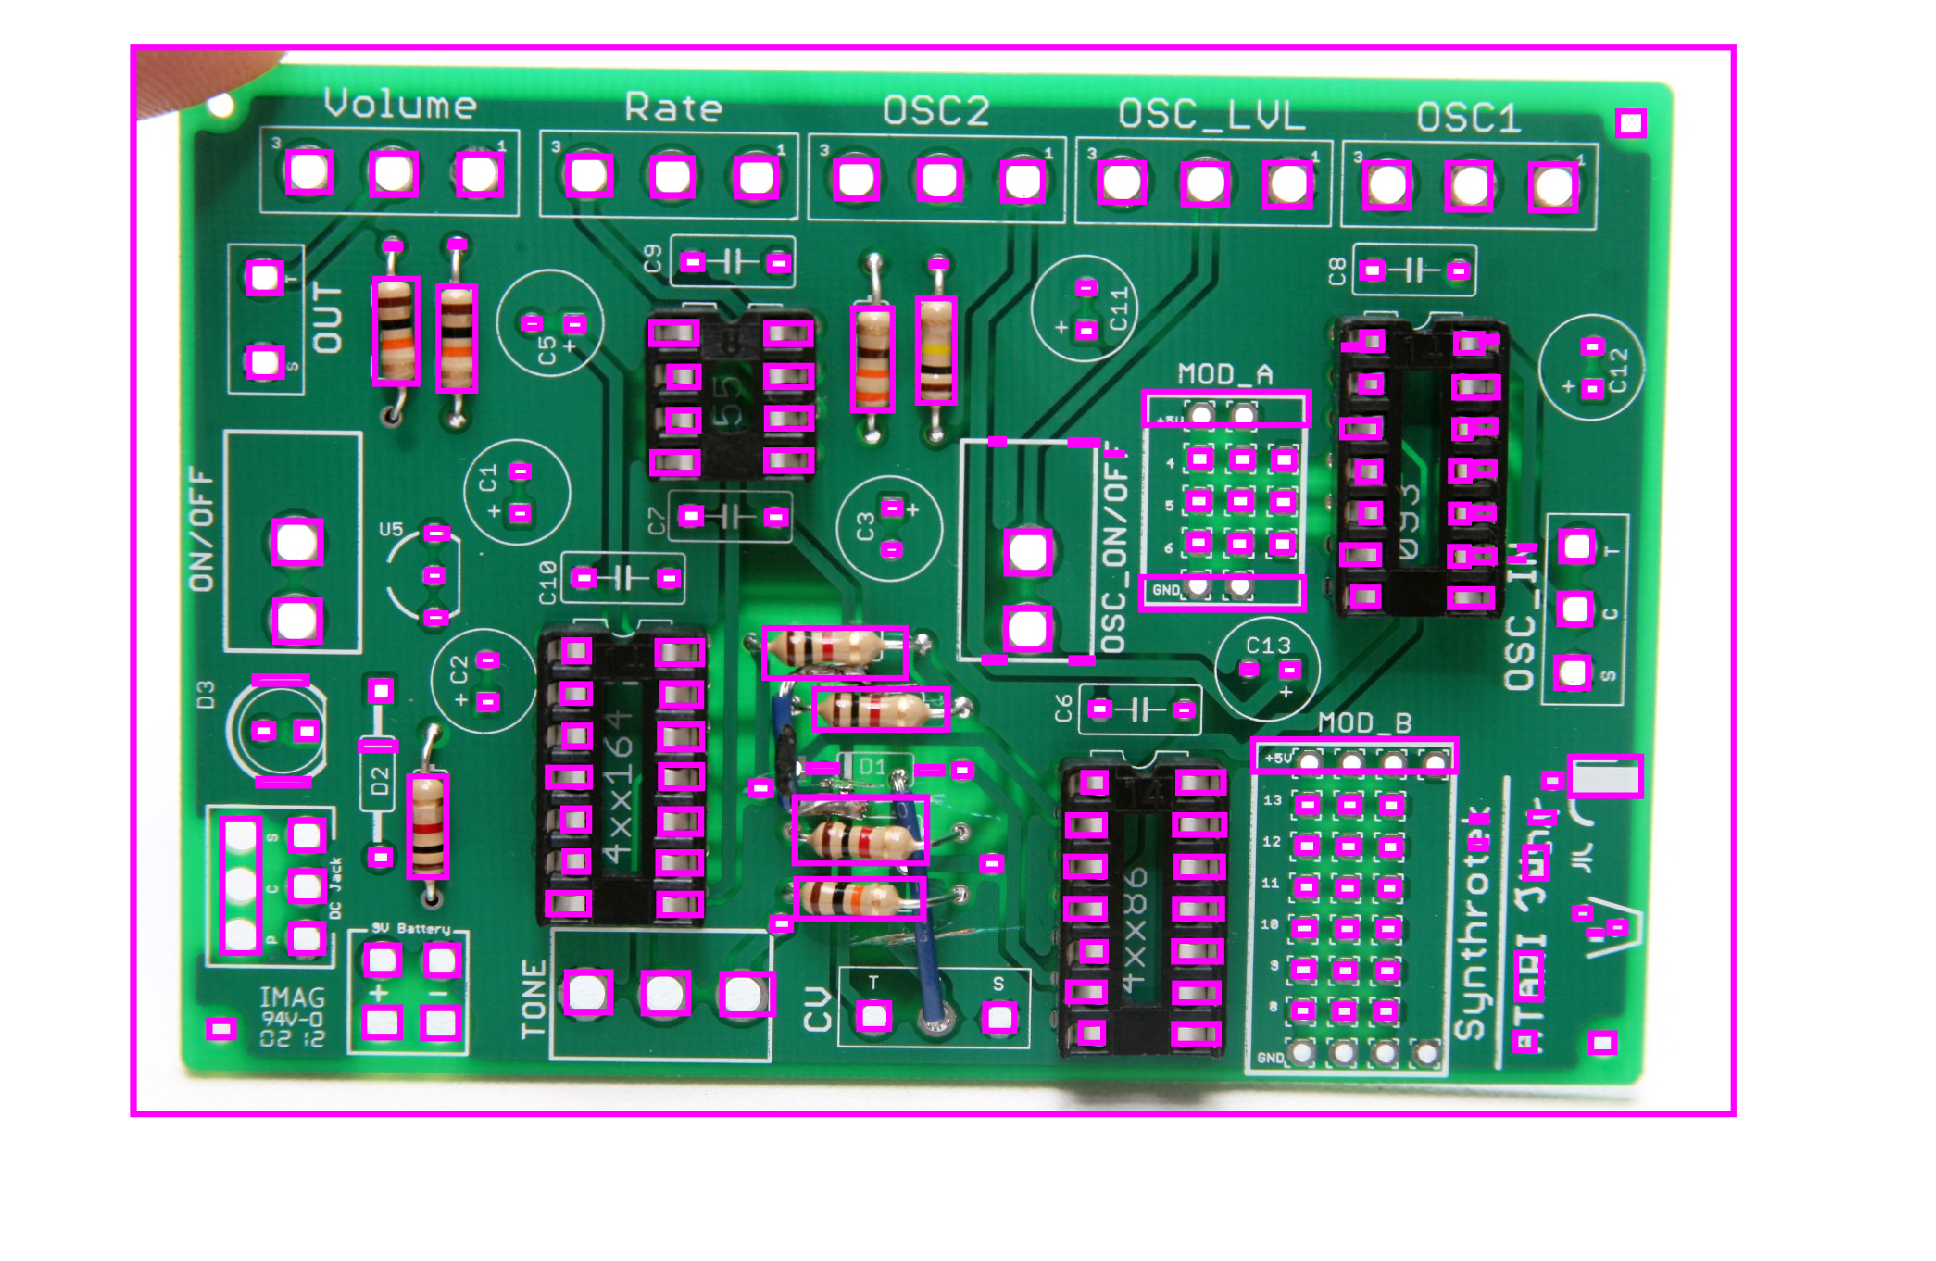 Volume
Rate
OSC2
OSC_LVL
OSC1
3 1
3 1
3 1
3 1
3 1
T
S
OUT
C9
C8
C5
+
C11
+
C12
+
MOD_A
+5V
4
5
6
GND
55
093
ON/OFF
C1
+
U5
C7
C3
+
OSC_ON/OFF
C10
OSC_IN
T
C
S
C2
+
C13
+
D3
D2
4xx164
D1
C6
MOD_B
+5V
13
12
11
10
9
8
GND
14
4xx86
Synthrotek
S
C
P
DC Jack
9V Battery
+ -
IMAG
94V-0
02 12
TONE
CV
T S